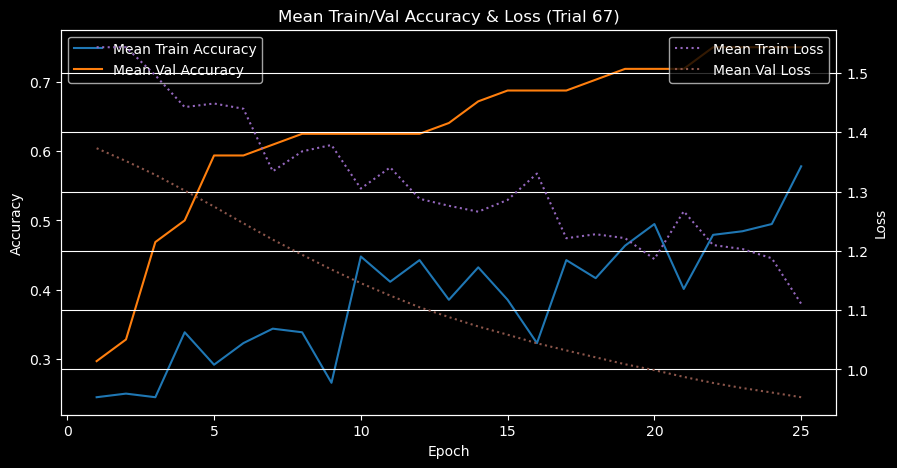 Mean Train/Val Accuracy & Loss (Trial 67)
Mean Train Accuracy
Mean Val Accuracy
Mean Train Loss
Mean Val Loss
Accuracy
0.7
0.6
0.5
0.4
0.3
1.5
1.4
1.3
1.2
1.1
1.0
Loss
0
5
10
15
20
25
Epoch